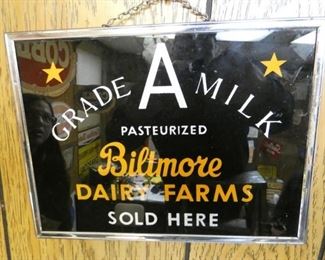 GRADE A MILK
PASTEURIZED
Biltmore
DAIRY FARMS
SOLD HERE